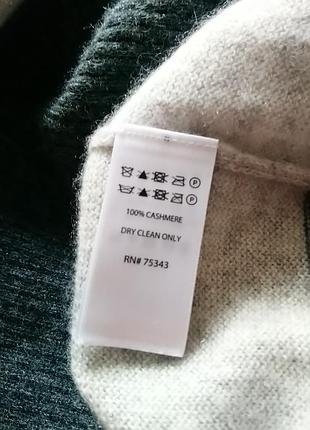 100% CASHMERE
DRY CLEAN ONLY
RN# 75343